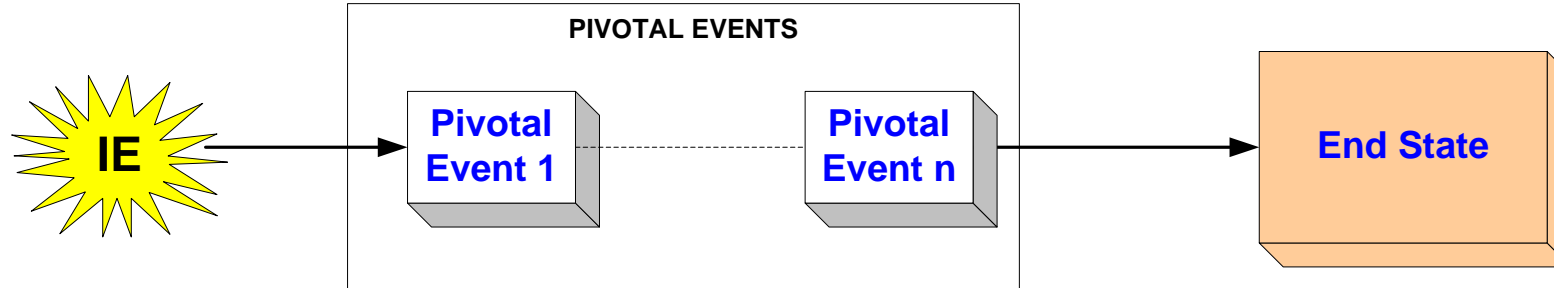 PIVOTAL EVENTS
IE
Pivotal
Event 1
Pivotal
Event n
End State